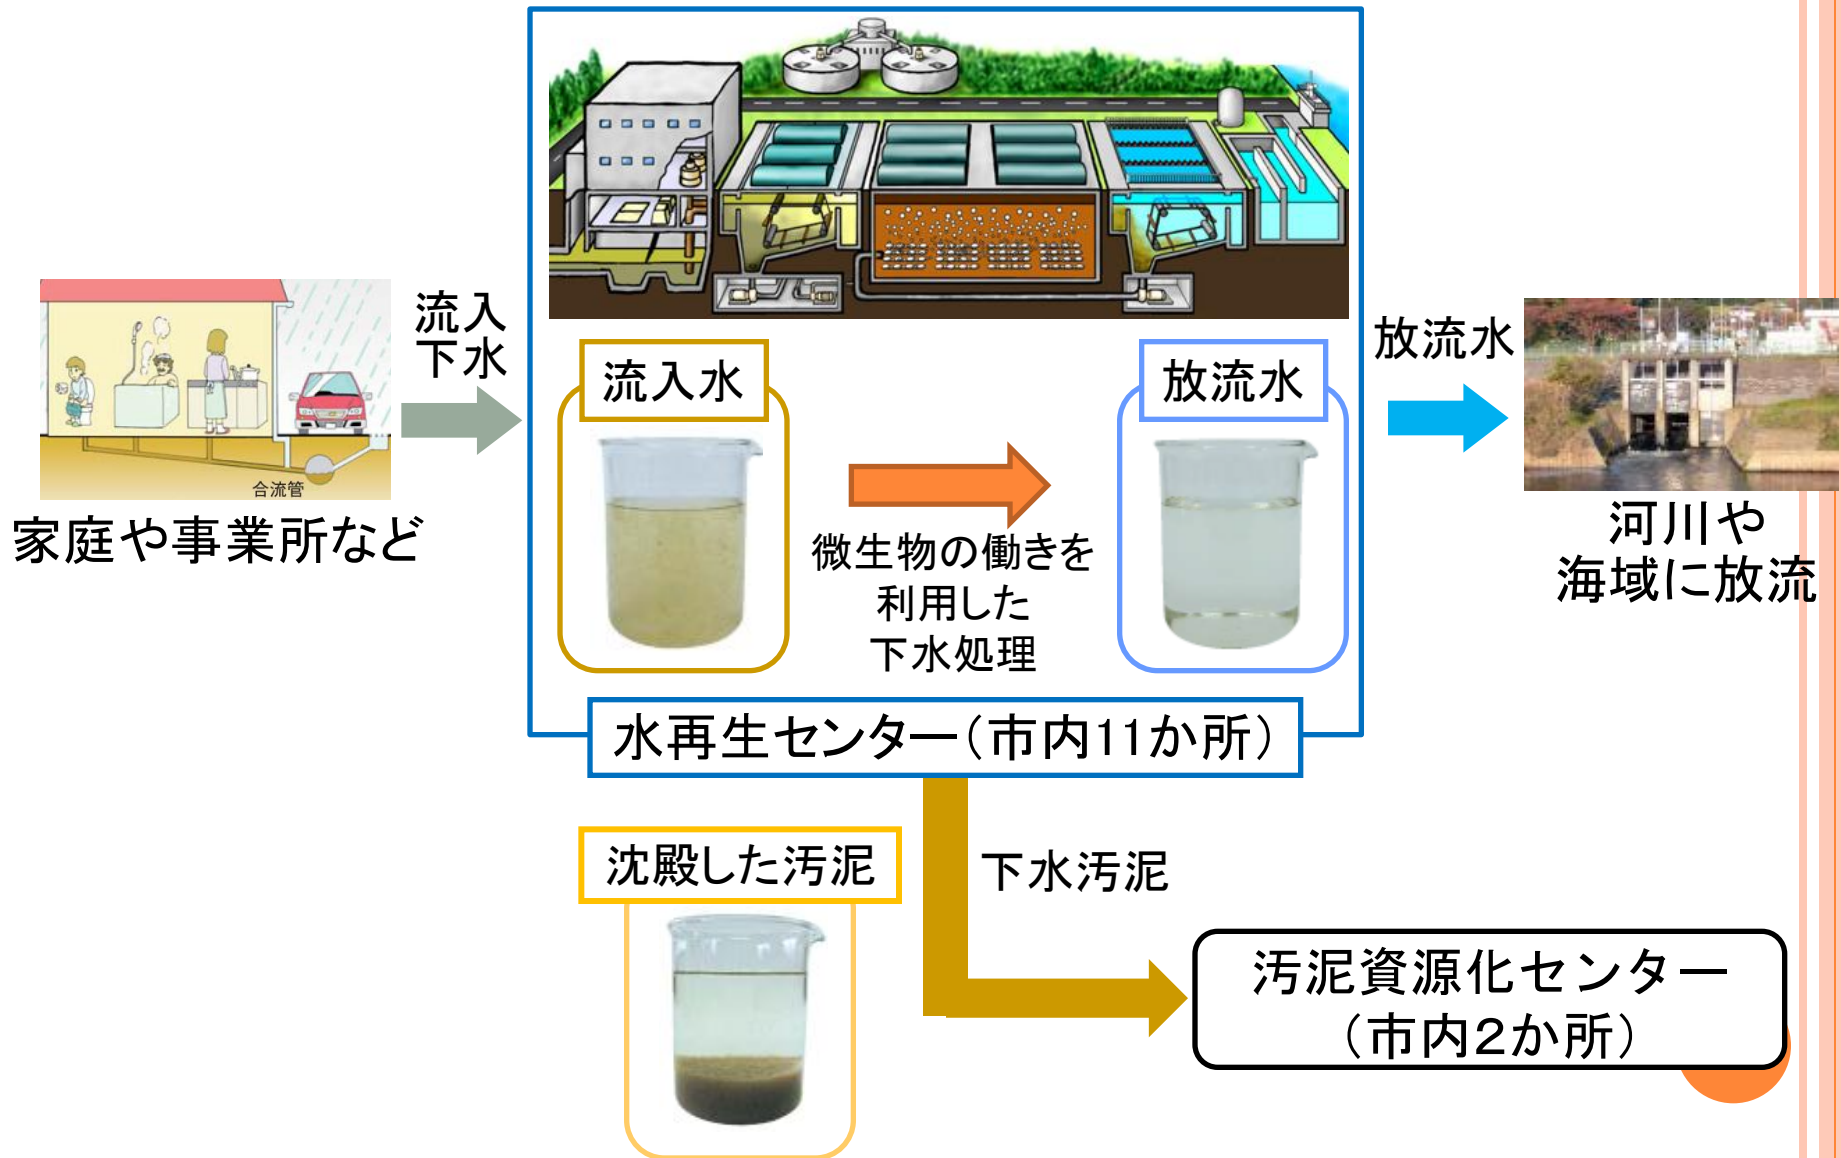 流入
下水
合流管
家庭や事業所など
流入水
放流水
微生物の働きを
利用した
下水処理
水再生センター（市内11か所）
放流水
河川や
海域に放流
沈殿した汚泥
下水汚泥
汚泥資源化センター
（市内２か所）